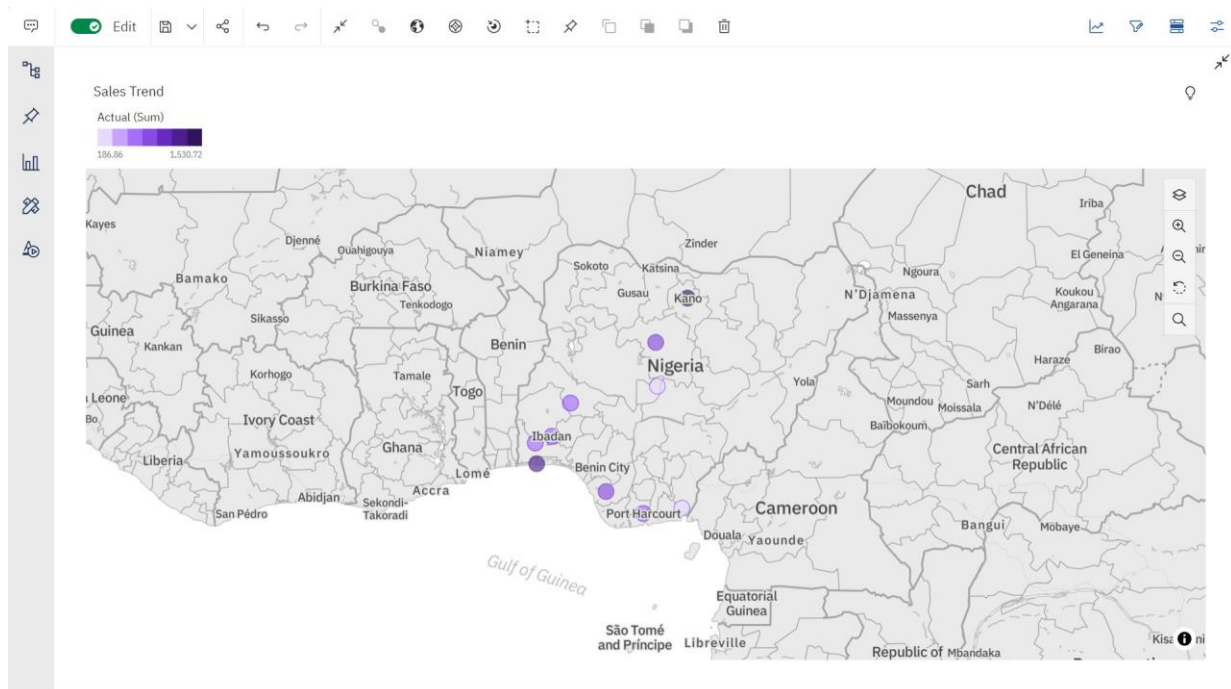 Edit
Sales Trend
Actual (Sum)
186.86 1,530.72
Chad
Iriba
Kayes
Djenné
Ouahigouya
Niamey
Zinder
El Geneina
Bamako
Sokoto
Katsina
Ngoura
Burkina Faso
Gusau
Kano
N'Djamena
Koukou
Angarana
Tenkodogo
Massenya
Sikasso
Guinea
Kankan
Benin
Birao
Nigeria
Haraze
Korhogo
Tamale
Togo
Yola
Sarh
Leone
Moundou
Moissala
N'Délé
Bo
Ivory Coast
Baïbokoum
Ibadan
Ghana
Yamoussoukro
Central African
Republic
Liberia
Lomé
Benin City
Accra
Abidjan
Sekondi-
Takoradi
San Pédro
Port Harcourt
Cameroon
Bangui
Mobaye
Douala
Yaounde
Gulf of Guinea
Equatorial
Guinea
São Tomé
and Príncipe
Libreville
Republic of
Mbandaka